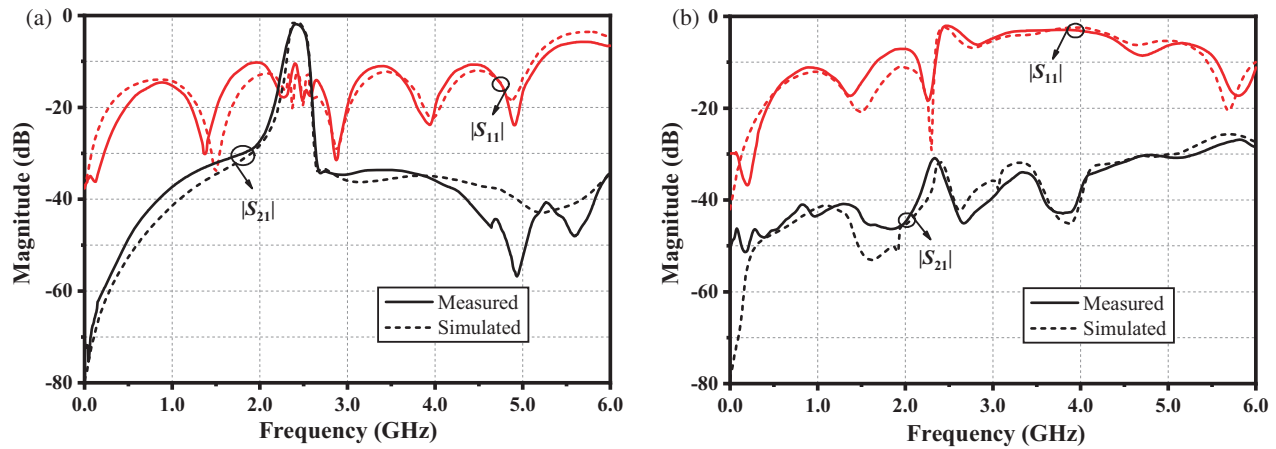 (a)
Magnitude (dB)
0
-20
-40
-60
-80
|S11|
|S21|
Measured
Simulated
0.0 1.0 2.0 3.0 4.0 5.0 6.0
Frequency (GHz)
(b)
Magnitude (dB)
0
-20
-40
-60
-80
|S11|
|S21|
Measured
Simulated
0.0 1.0 2.0 3.0 4.0 5.0 6.0
Frequency (GHz)